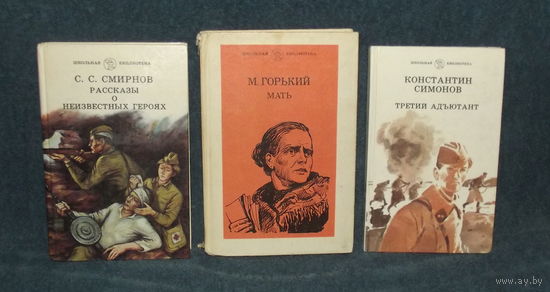 ШКОЛЬНАЯ БИБЛИОТЕКА
С. С. СМИРНОВ
РАССКАЗЫ
О
НЕИЗВЕСТНЫХ ГЕРОЯХ
ШКОЛЬНАЯ БИБЛИОТЕКА
М. ГОРЬКИЙ
МАТЬ
ШКОЛЬНАЯ БИБЛИОТЕКА
КОНСТАНТИН
СИМОНОВ
ТРЕТИЙ АДЪЮТАНТ
www.ay.by